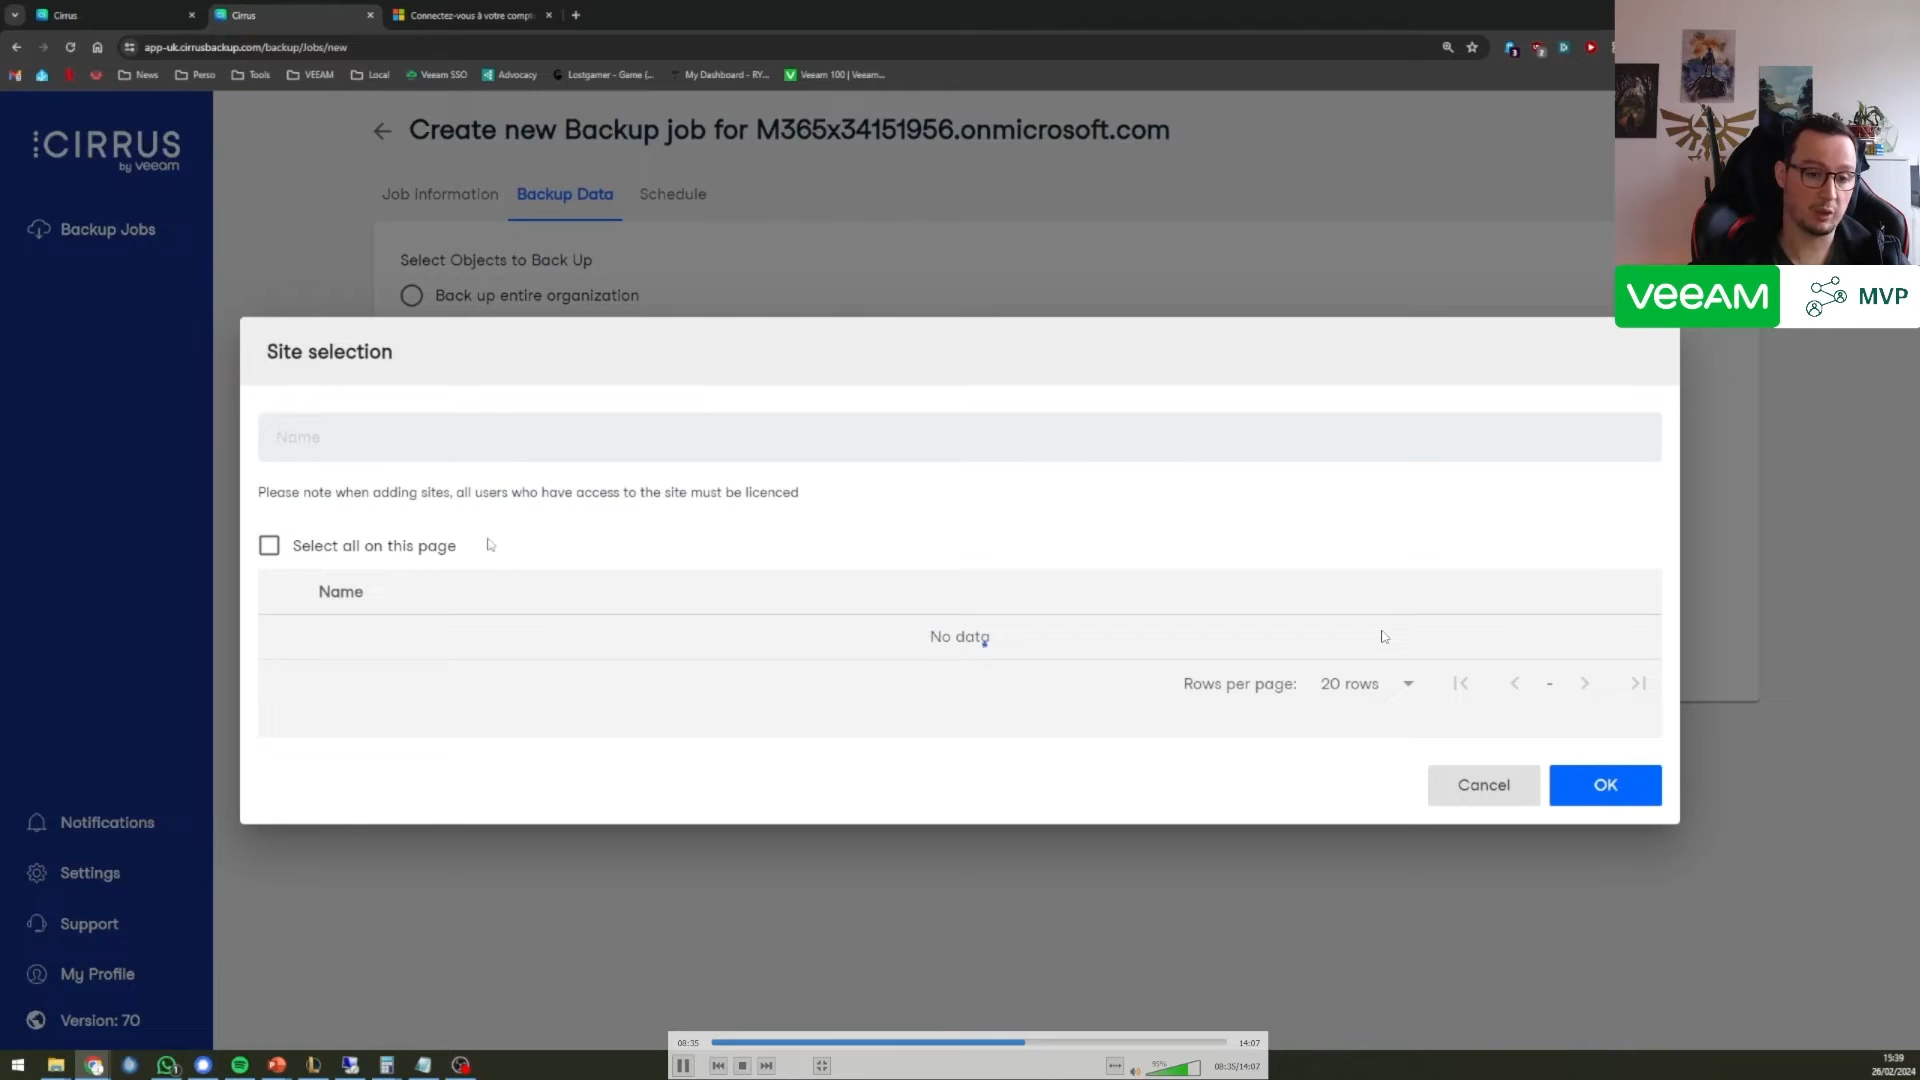 Cirrus
Cirrus
Connectez-vous à votre compt
app-uk.cirrusbackup.com/backup/Jobs/new
3
2
News
Perso
Tools
VEEAM
Local
Veeam SSO
Advocacy
Lostgamer - Game (...
My Dashboard - RY...
Veeam 100 | Veeam...
CIRRUS
by veeam
Backup Jobs
Create new Backup job for M365x34151956.onmicrosoft.com
Job information
Backup Data
Schedule
Select Objects to Back Up
Back up entire organization
veeAM
MVP
Site selection
Name
Please note when adding sites, all users who have access to the site must be licenced
Select all on this page
Name
No data
Rows per page:
20 rows
-
Cancel
OK
Notifications
Settings
Support
My Profile
Version: 70
08:35
14:07
95%
08:35/14:07
15:39
26/02/2024